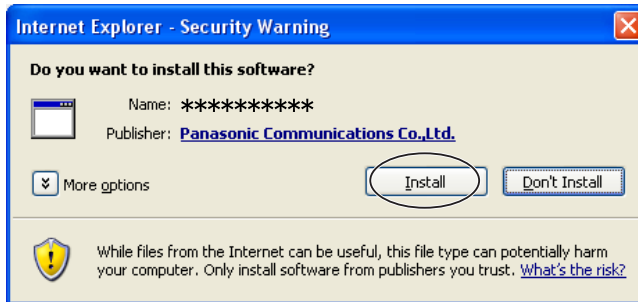 Internet Explorer - Security Warning
Do you want to install this software?
Name: **********
Publisher: Panasonic Communications Co.,Ltd.
More options
Install
Don't Install
While files from the Internet can be useful, this file type can potentially harm
your computer. Only install software from publishers you trust. What's the risk?